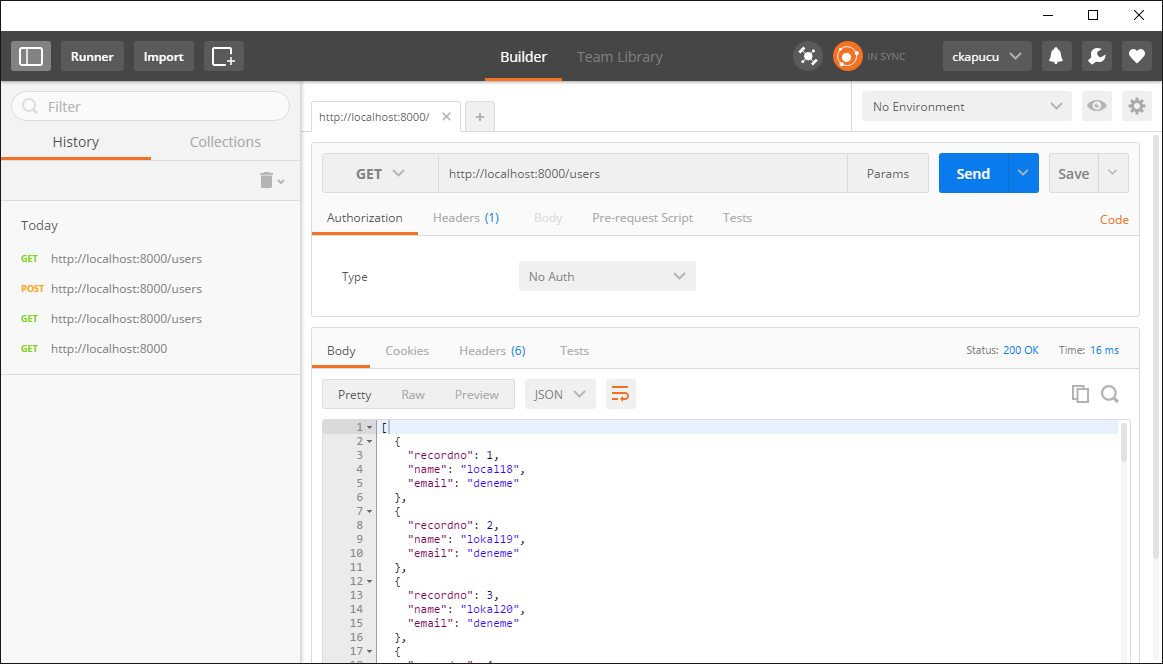 Runner Import Builder Team Library IN SYNC ckapucu
Filter
History Collections
Today
GET http://localhost:8000/users
POST http://localhost:8000/users
GET http://localhost:8000/users
GET http://localhost:8000
http://localhost:8000/ No Environment
GET http://localhost:8000/users Params Send Save
Authorization Headers (1) Body Pre-request Script Tests Code
Type No Auth
Body Cookies Headers (6) Tests Status: 200 OK Time: 16 ms
Pretty Raw Preview JSON
1 [
2 {
3 "recordno": 1,
4 "name": "local18",
5 "email": "deneme"
6 },
7 {
8 "recordno": 2,
9 "name": "lokal19",
10 "email": "deneme"
11 },
12 {
13 "recordno": 3,
14 "name": "lokal20",
15 "email": "deneme"
16 },
17 {